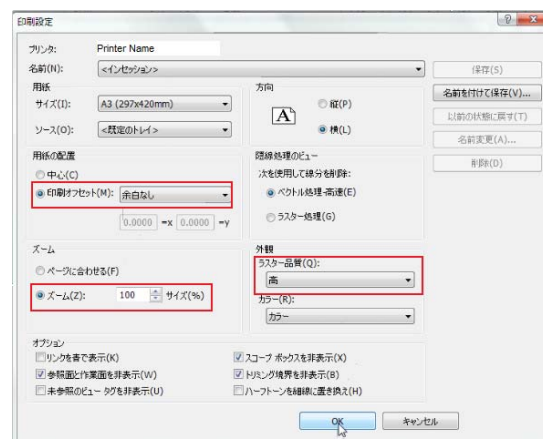 印刷設定
プリンタ: Printer Name
名前(N): <インセッション>
保存(S)
名前を付けて保存(V)...
以前の状態に戻す(T)
名前変更(A)...
削除(D)
用紙
サイズ(I): A3 (297x420mm)
ソース(O): <既定のトレイ>
方向
A
縦(P)
横(L)
用紙の配置
中心(C)
印刷オフセット(M): 余白なし
0.0000 =x 0.0000 =y
隠線処理のビュー
次を使用して線分を削除:
ベクトル処理-高速(E)
ラスター処理(G)
ズーム
ページに合わせる(F)
ズーム(Z): 100 サイズ(%)
外観
ラスター品質(Q):
高
カラー(R):
カラー
オプション
リンクを青で表示(K)
参照面と作業面を非表示(W)
未参照のビュー タグを非表示(U)
スコープ ボックスを非表示(X)
トリミング境界を非表示(B)
ハーフトーンを細線に置き換え(H)
OK
キャンセル